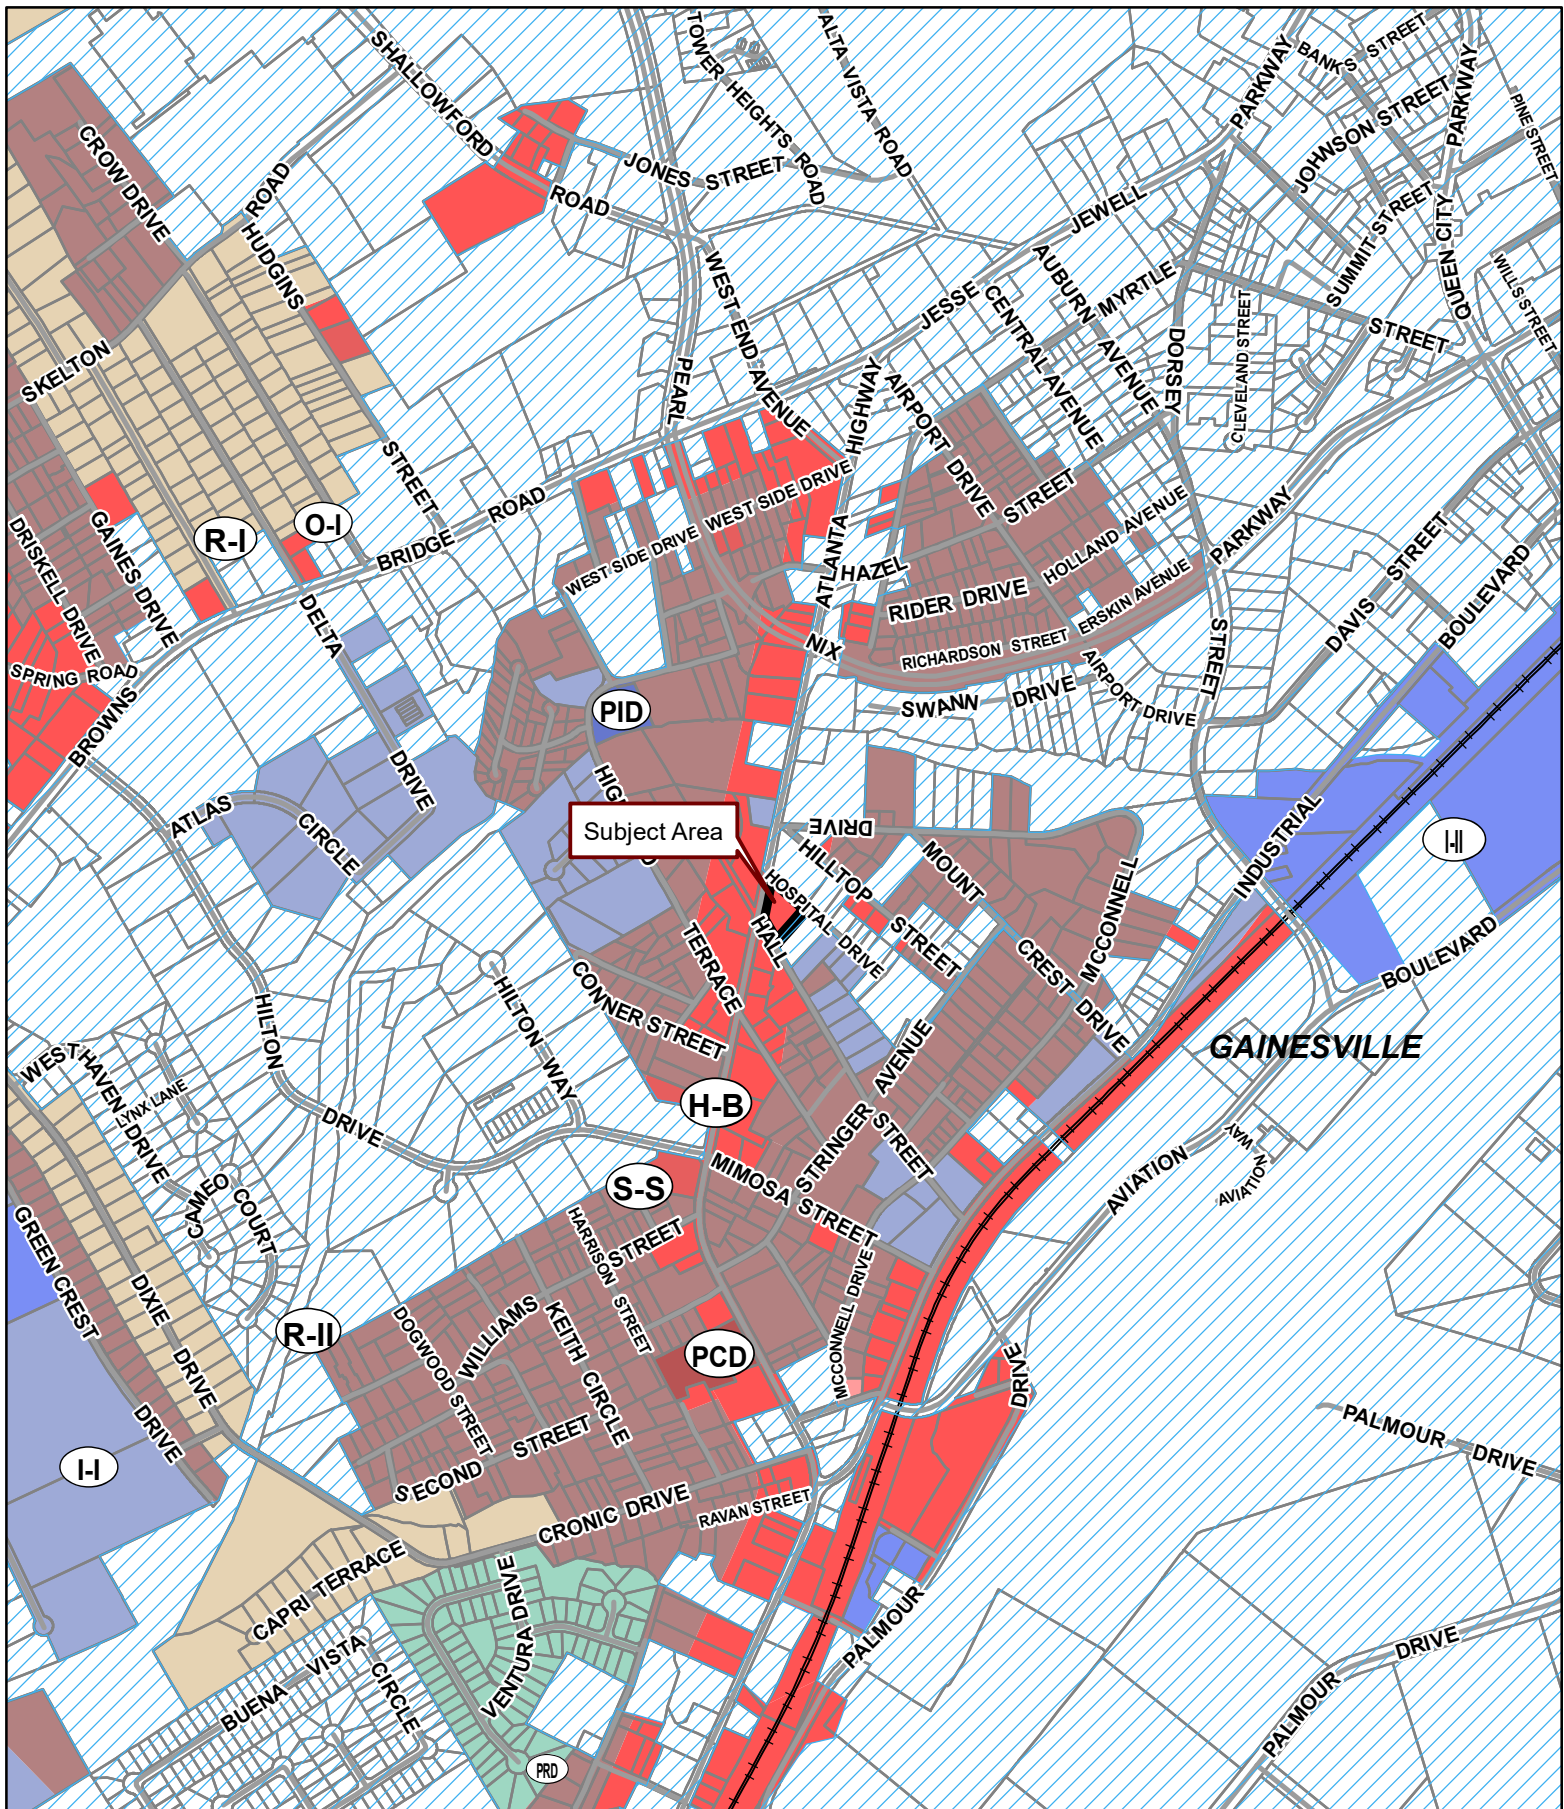 SHALLOWFORD
ROAD
TOWER HEIGHTS ROAD
ALTA VISTA ROAD
PARKWAY
BANKS STREET
PARKWAY
JOHNSON STREET
PINE STREET
CROW DRIVE
ROAD
JONES STREET
JEWELL
SUMMIT STREET
QUEEN CITY
HUDGINS
WEST END AVENUE
AUBURN AVENUE
MYRTLE
WILLS STREET
SKELTON
PEARL
JESSE
CENTRAL AVENUE
DORSEY
CLEVELAND STREET
STREET
HIGHWAY
AIRPORT DRIVE
STREET
GAINES DRIVE
R-I
O-I
BRIDGE
ROAD
WEST SIDE DRIVE
WEST SIDE DRIVE
STREET
HOLLAND AVENUE
PARKWAY
DRISKELL DRIVE
ATLANTA
HAZEL
RIDER DRIVE
ERSKIN AVENUE
DAVIS STREET
BOULEVARD
DELTA
NIX
RICHARDSON STREET
STREET
SPRING ROAD
BROWNS
PID
SWANN DRIVE
AIRPORT DRIVE
DRIVE
ATLAS
CIRCLE
Subject Area
DRIVE
HILLTOP
STREET
MOUNT
CREST DRIVE
MCCONNELL
INDUSTRIAL
I-II
HOSPITAL DRIVE
HALL
TERRACE
BOULEVARD
CONNER STREET
HILTON WAY
HILTON
DRIVE
GAINESVILLE
WEST HAVEN DRIVE
H-B
AVENUE
STRINGER
STREET
AVIATION
AVIATION WAY
CAMEO
COURT
S-S
MIMOSA STREET
GREEN CREST
DRIVE
DIXIE
DRIVE
R-II
HARRISON STREET
STREET
WILLIAMS
KEITH CIRCLE
DOGWOOD STREET
PCD
MCCONNELL DRIVE
DRIVE
PALMOUR DRIVE
I-I
SECOND STREET
CRONIC DRIVE
RAVAN STREET
CAPRI TERRACE
VENTURA DRIVE
PALMOUR
BUENA VISTA
CIRCLE
DRIVE
PALMOUR
PRD